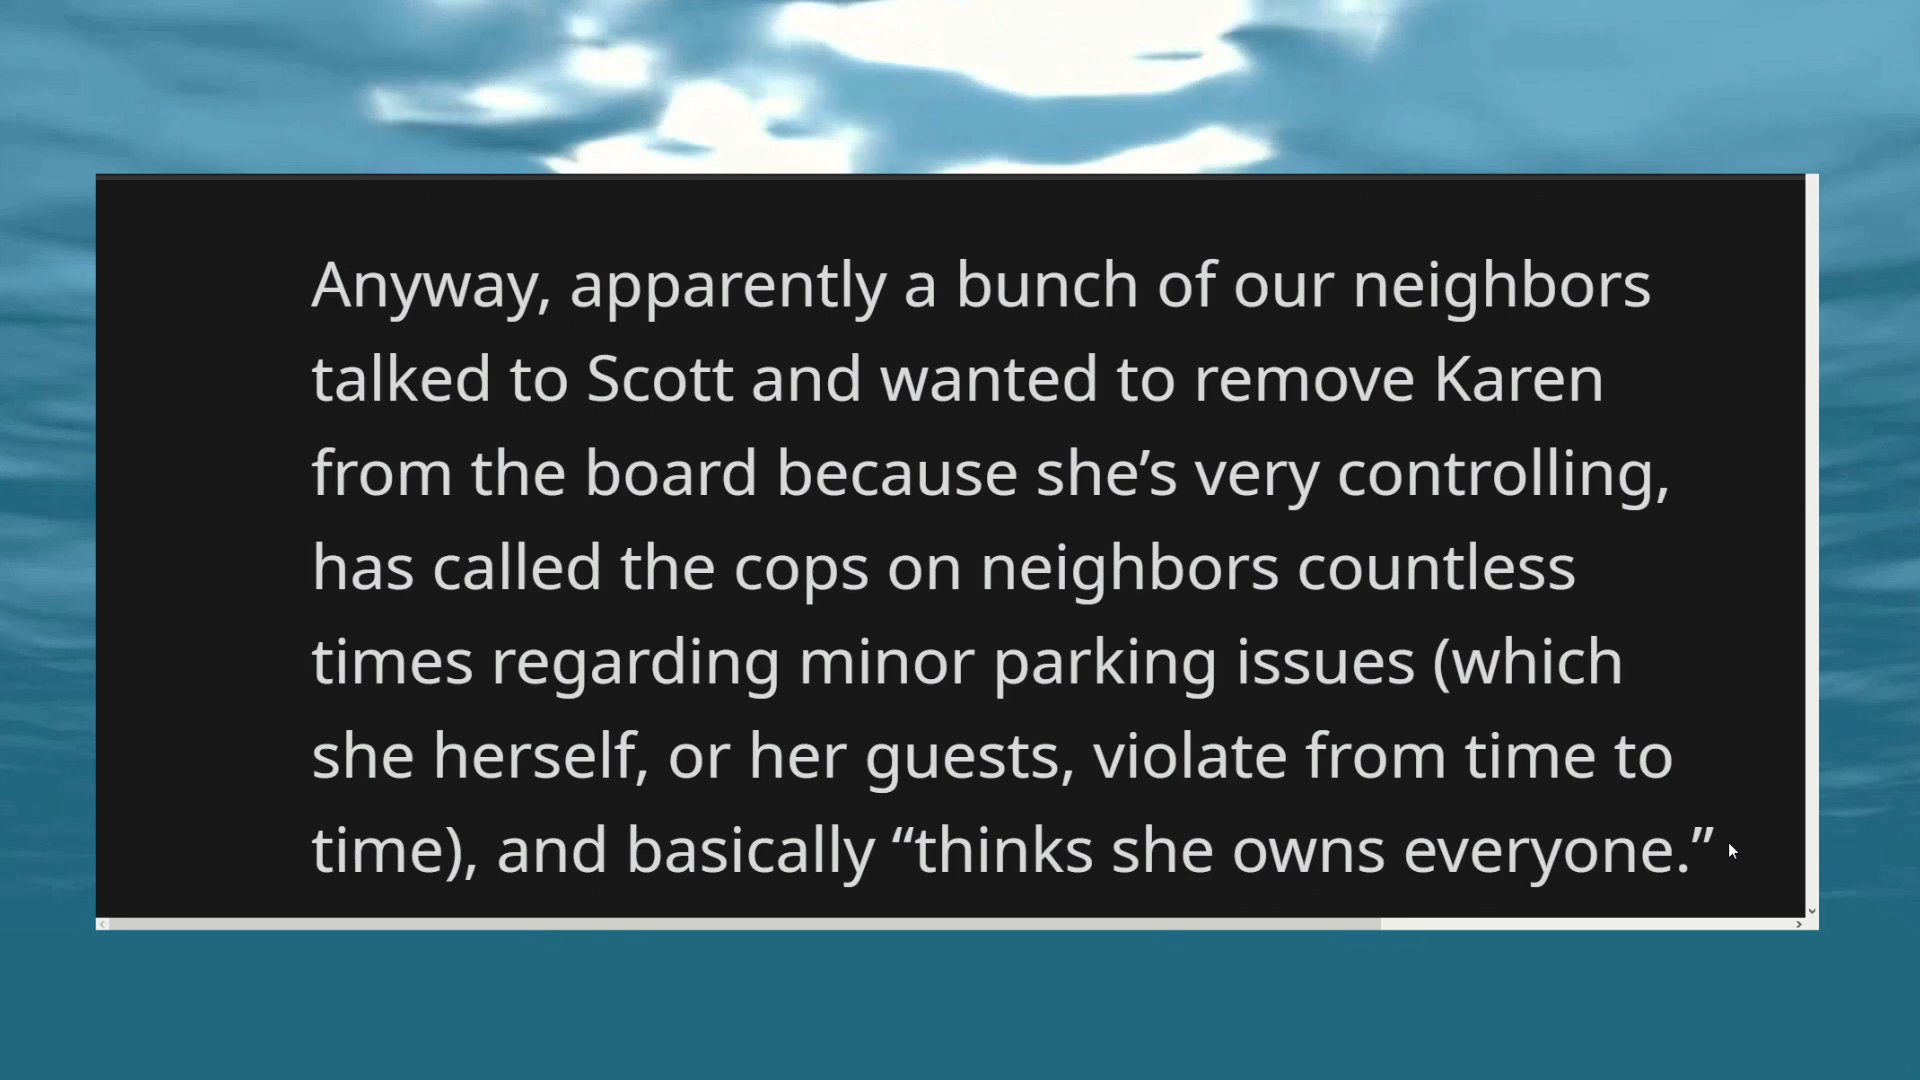 Anyway, apparently a bunch of our neighbors
talked to Scott and wanted to remove Karen
from the board because she’s very controlling,
has called the cops on neighbors countless
times regarding minor parking issues (which
she herself, or her guests, violate from time to
time), and basically “thinks she owns everyone.”